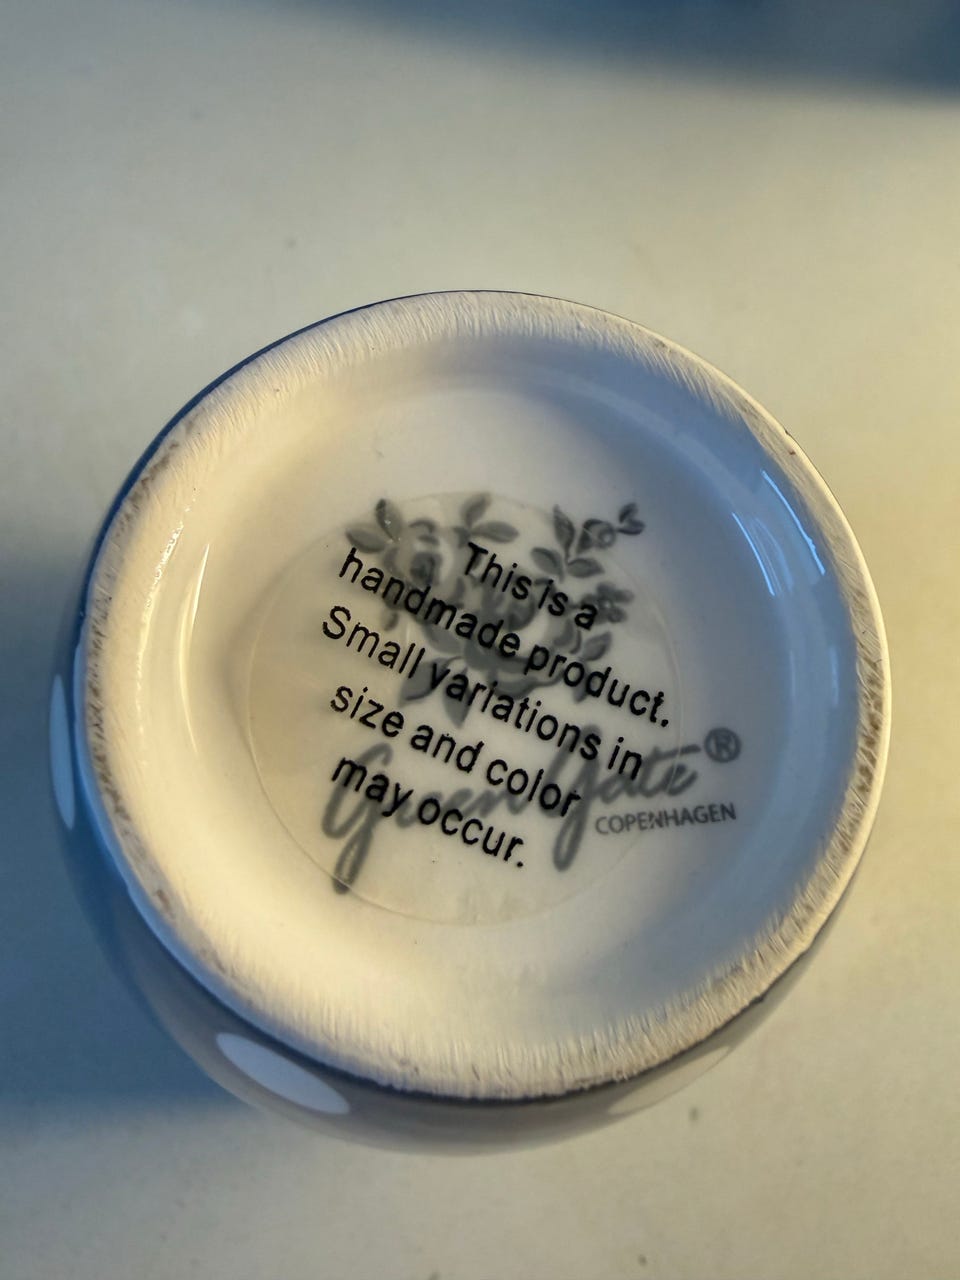 This is a
handmade product.
Small variations in
size and color
may occur.
GreenGate®
COPENHAGEN